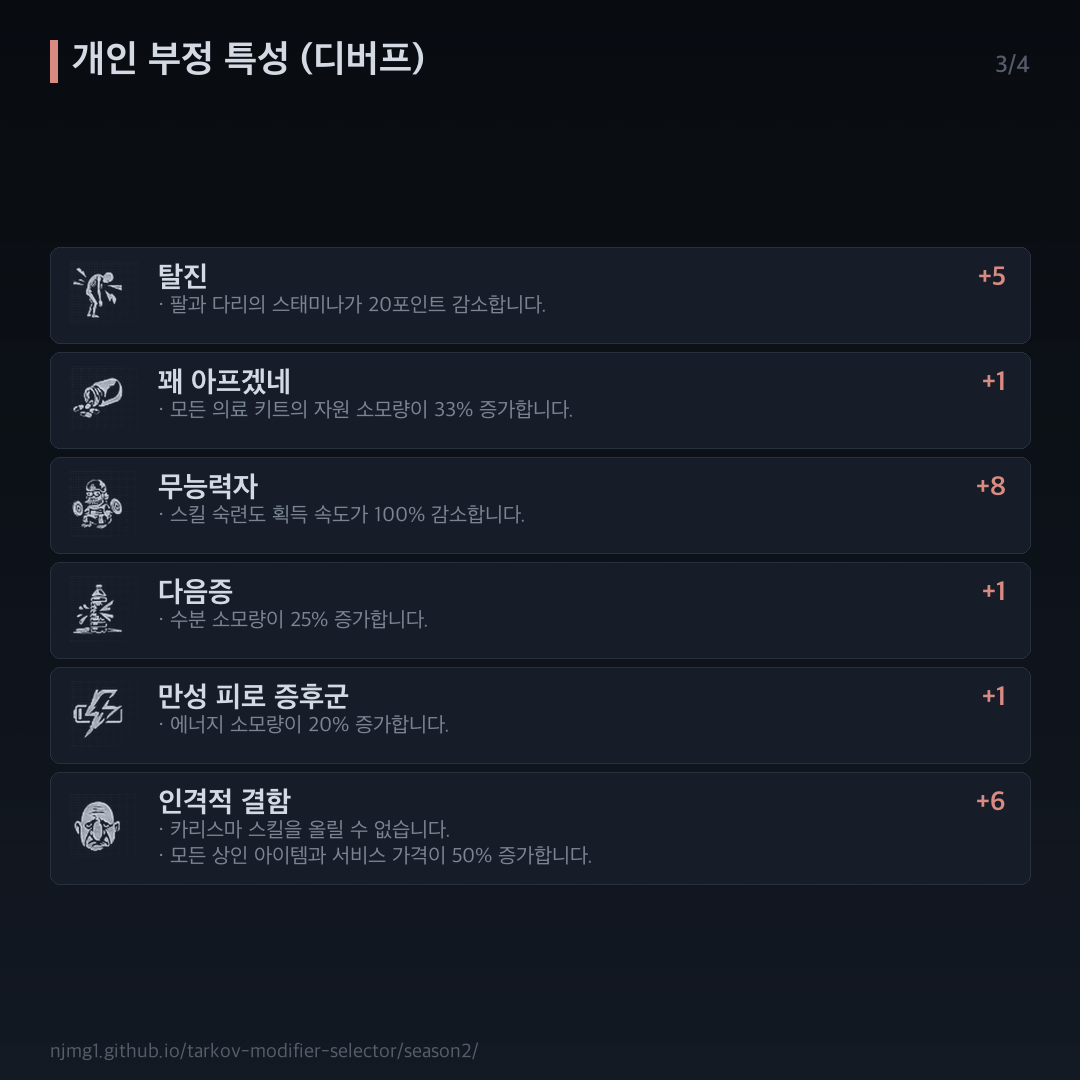 개인 부정 특성 (디버프)
3/4
탈진
+5
· 팔과 다리의 스태미나가 20포인트 감소합니다.
꽤 아프겠네
+1
· 모든 의료 키트의 자원 소모량이 33% 증가합니다.
무능력자
+8
· 스킬 숙련도 획득 속도가 100% 감소합니다.
다음증
+1
· 수분 소모량이 25% 증가합니다.
만성 피로 증후군
+1
· 에너지 소모량이 20% 증가합니다.
인격적 결함
+6
· 카리스마 스킬을 올릴 수 없습니다.
· 모든 상인 아이템과 서비스 가격이 50% 증가합니다.
njmg1.github.io/tarkov-modifier-selector/season2/